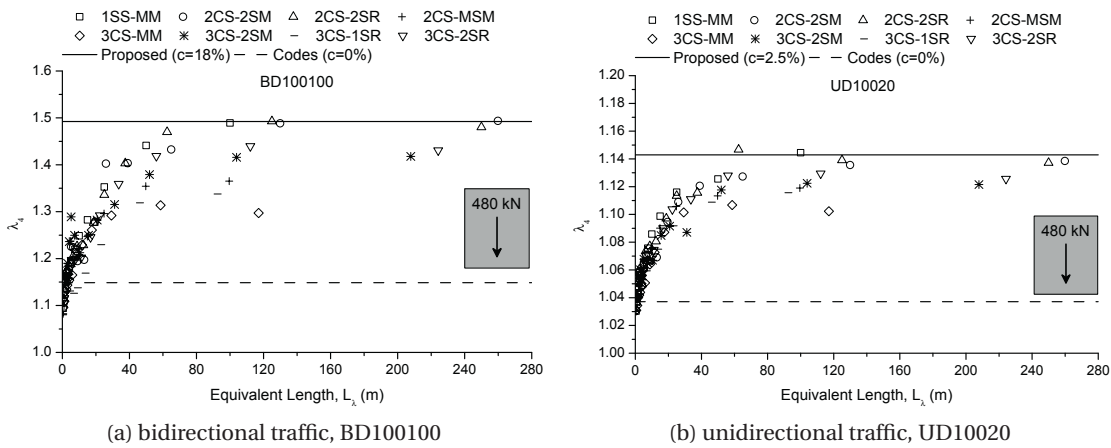 1SS-MM 2CS-2SM 2CS-2SR 2CS-MSM
3CS-MM 3CS-2SM 3CS-1SR 3CS-2SR
Proposed (c=18%) Codes (c=0%)
BD100100
1.6
1.5
1.4
1.3
1.2
1.1
1.0
λ4
480 kN
0 40 80 120 160 200 240 280
Equivalent Length, Lλ (m)
(a) bidirectional traffic, BD100100
1SS-MM 2CS-2SM 2CS-2SR 2CS-MSM
3CS-MM 3CS-2SM 3CS-1SR 3CS-2SR
Proposed (c=2.5%) Codes (c=0%)
UD10020
1.20
1.18
1.16
1.14
1.12
1.10
1.08
1.06
1.04
1.02
1.00
λ4
480 kN
0 40 80 120 160 200 240 280
Equivalent Length, Lλ (m)
(b) unidirectional traffic, UD10020